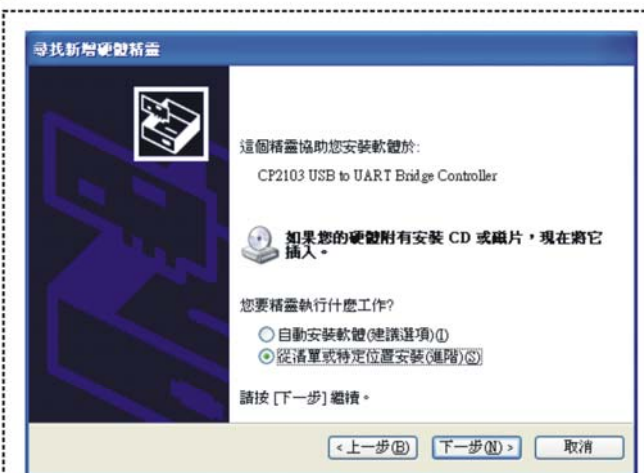 尋找新增硬體精靈
這個精靈協助您安裝軟體於:
CP2103 USB to UART Bridge Controller
如果您的硬體附有安裝 CD 或磁片，現在將它
插入。
您要精靈執行什麼工作?
自動安裝軟體(建議選項)(I)
從清單或特定位置安裝(進階)(S)
請按 [下一步] 繼續。
<上一步(B) 下一步(N)> 取消